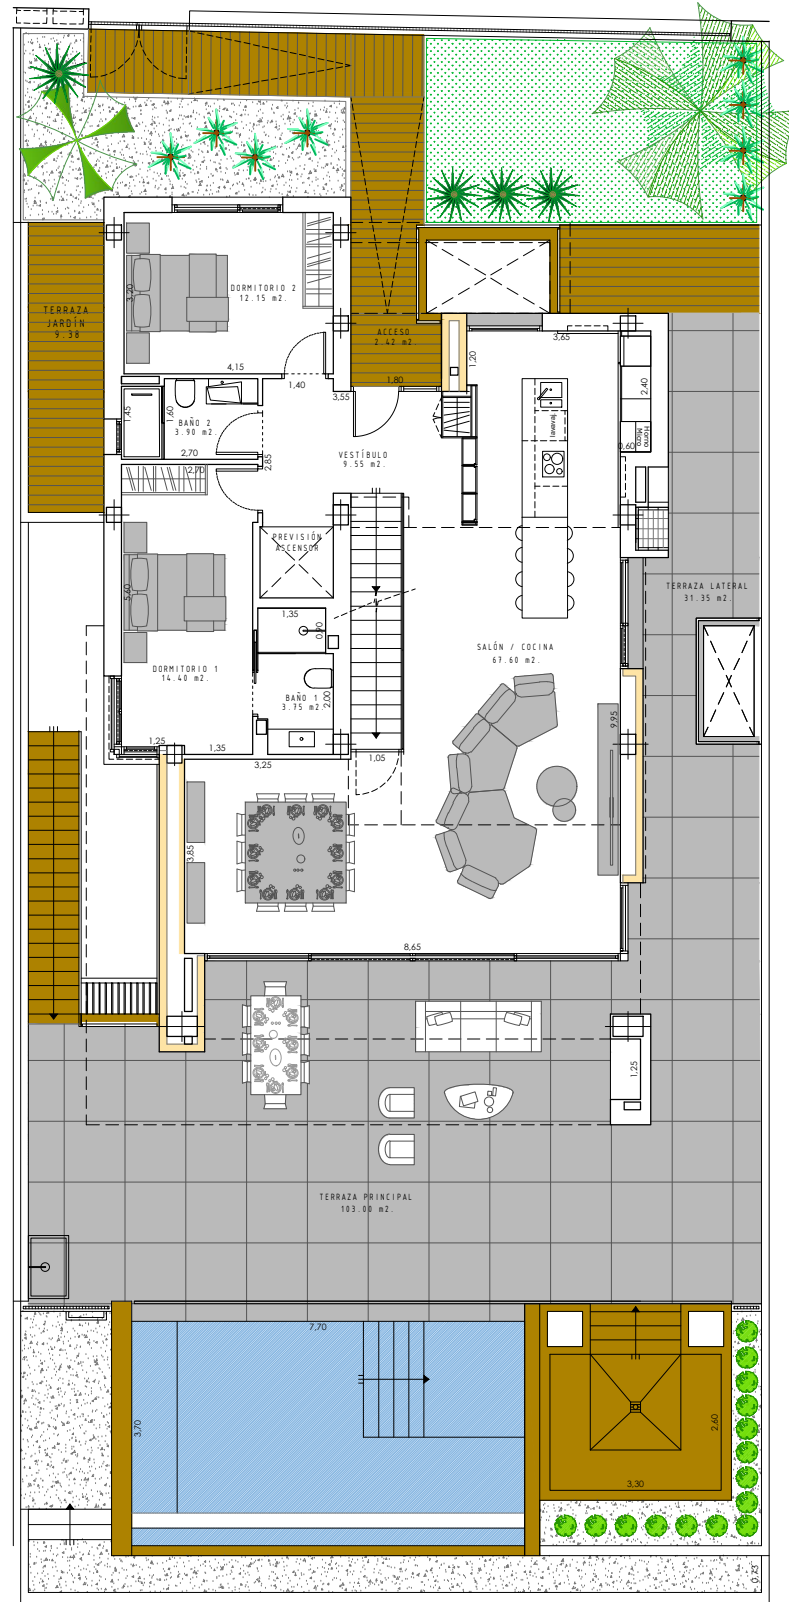 DORMITORIO 2
12.15 m2.
3,20
4,15
TERRAZA
JARDÍN
9.38
ACCESO
2.42 m2.
1,80
1,20
3,65
2,40
Horno
Micro
0,60
lavavaj.
1,40
3,55
1,45
1,60
BAÑO 2
3.90 m2.
2,70
2,70
2,85
VESTÍBULO
9.55 m2.
PREVISIÓN
ASCENSOR
5,60
1,35
0,90
TERRAZA LATERAL
31.35 m2.
SALÓN / COCINA
67.60 m2.
DORMITORIO 1
14.40 m2.
BAÑO 1
3.75 m2.
2,00
9,95
1,25
1,35
3,25
1,05
3,85
8,65
1,25
TERRAZA PRINCIPAL
103.00 m2.
7,70
3,70
2,60
3,30
0,73